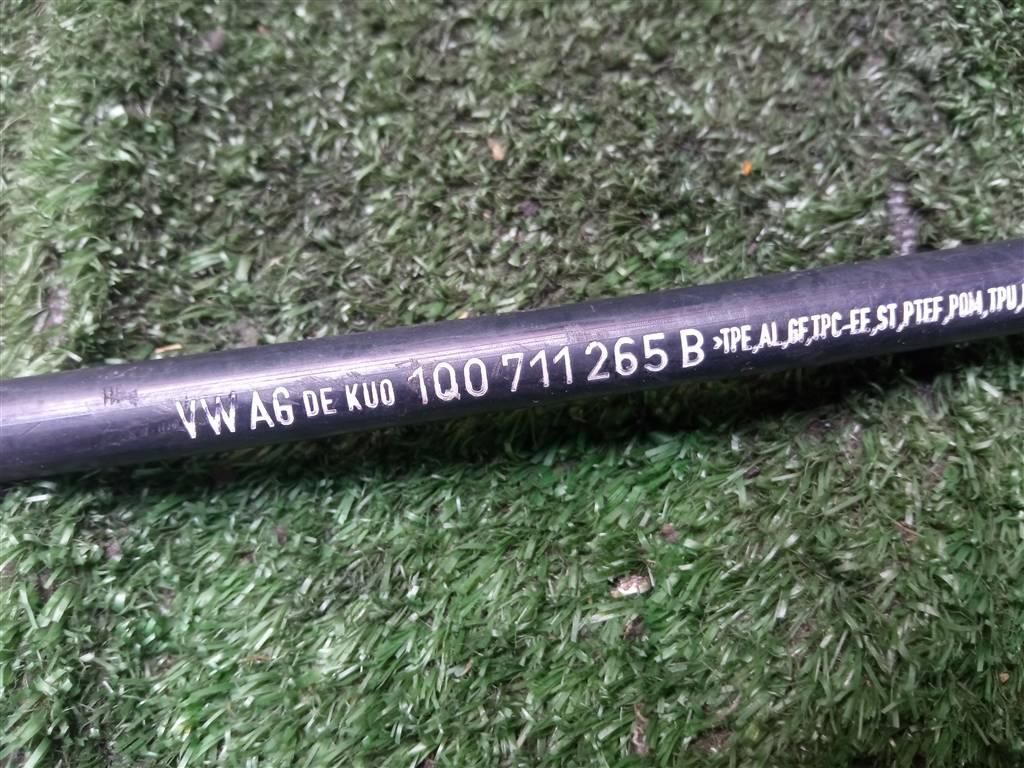 VW AG DE KUO 1Q0 711 265 B >TPE,AL,GF,TPC-EE,ST,PTEF,POM,TPU,